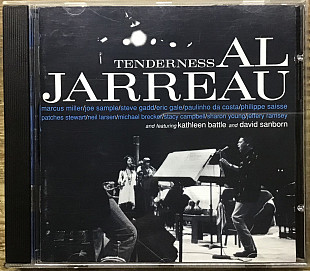 TENDERNESS AL
JARREAU
marcus miller/joe sample/steve gadd/eric gale/paulinho da costa/philippe saisse
patches stewart/neil larsen/michael brecker/stacy campbell/sharon young/jeffery ramsey
and featuring kathleen battle and david sanborn